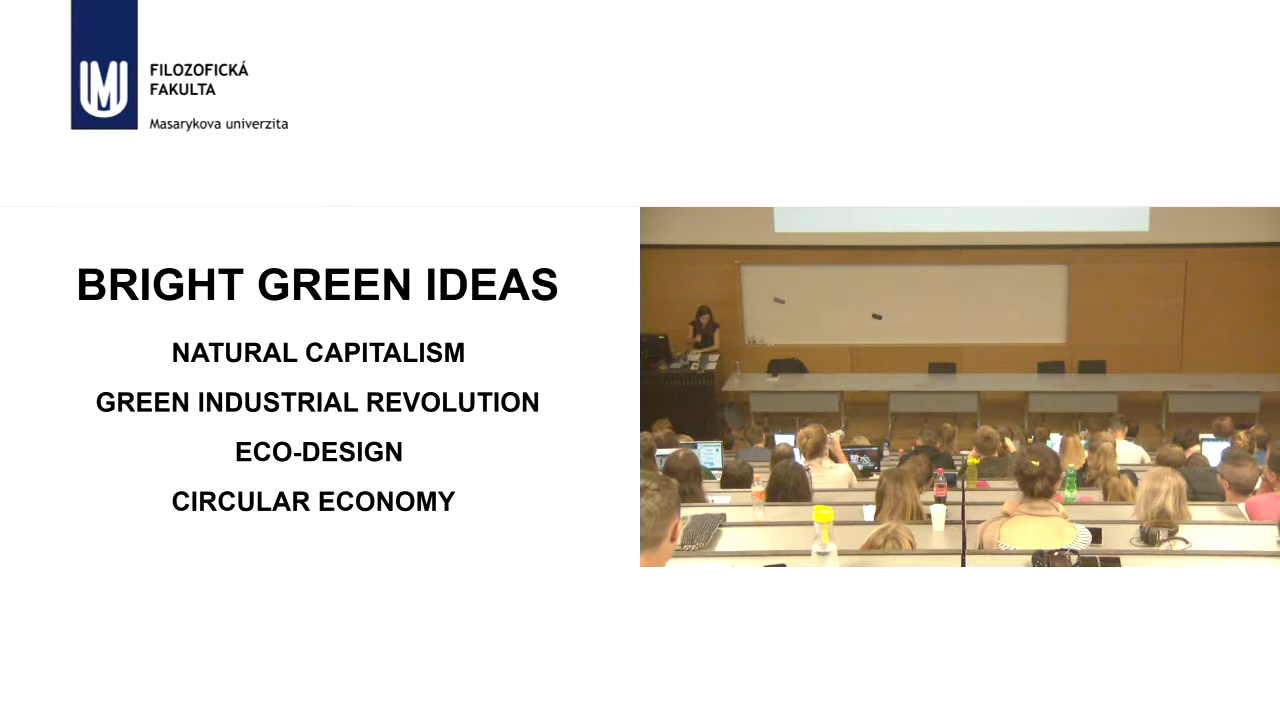 FILOZOFICKÁ
FAKULTA
Masarykova univerzita
BRIGHT GREEN IDEAS
NATURAL CAPITALISM
GREEN INDUSTRIAL REVOLUTION
ECO-DESIGN
CIRCULAR ECONOMY